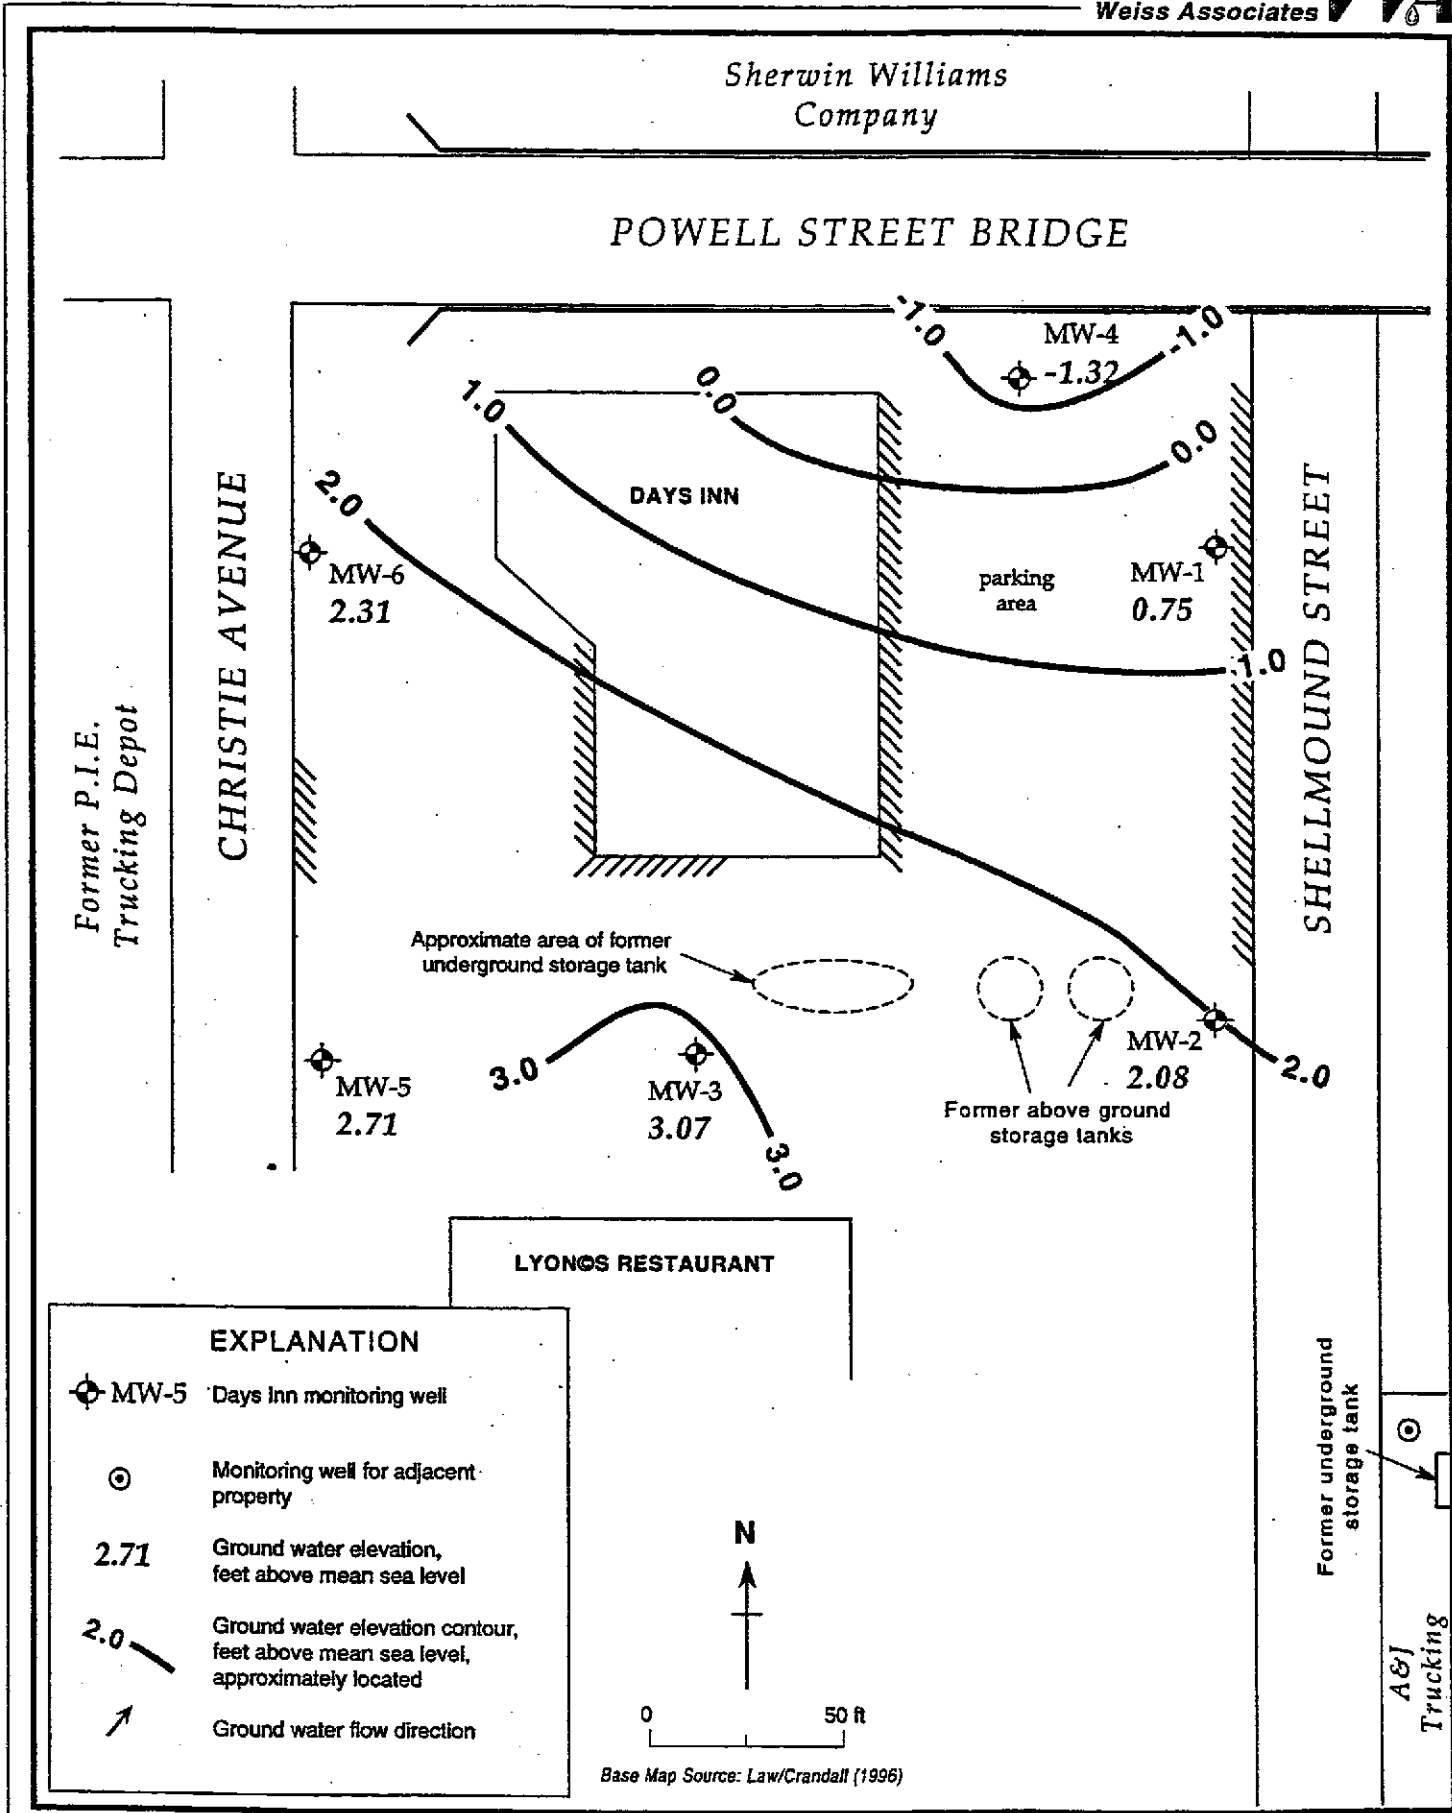 Weiss Associates
Sherwin Williams
Company
POWELL STREET BRIDGE
-1.0
-1.0
MW-4
-1.32
0.0
1.0
0.0
2.0
DAYS INN
MW-6
2.31
parking
area
MW-1
0.75
1.0
CHRISTIE AVENUE
SHELLMOUND STREET
Former P.I.E.
Trucking Depot
Approximate area of former
underground storage tank
MW-5
2.71
3.0
MW-3
3.07
3.0
MW-2
2.08
2.0
Former above ground
storage tanks
LYON©S RESTAURANT
EXPLANATION
MW-5 Days Inn monitoring well
Monitoring well for adjacent
property
2.71 Ground water elevation,
feet above mean sea level
2.0 Ground water elevation contour,
feet above mean sea level,
approximately located
Ground water flow direction
N
0 50 ft
Base Map Source: Law/Crandall (1996)
Former underground
storage tank
A&J
Trucking